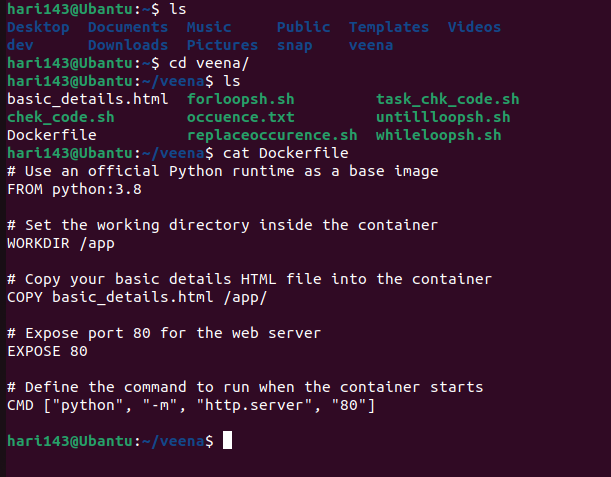 hari143@Ubantu:~$ ls
Desktop Documents Music Public Templates Videos
dev Downloads Pictures snap veena
hari143@Ubantu:~$ cd veena/
hari143@Ubantu:~/veena$ ls
basic_details.html forloopsh.sh task_chk_code.sh
chek_code.sh occuence.txt untillloopsh.sh
Dockerfile replaceoccurence.sh whileloopsh.sh
hari143@Ubantu:~/veena$ cat Dockerfile
# Use an official Python runtime as a base image
FROM python:3.8
# Set the working directory inside the container
WORKDIR /app
# Copy your basic details HTML file into the container
COPY basic_details.html /app/
# Expose port 80 for the web server
EXPOSE 80
# Define the command to run when the container starts
CMD ["python", "-m", "http.server", "80"]
hari143@Ubantu:~/veena$